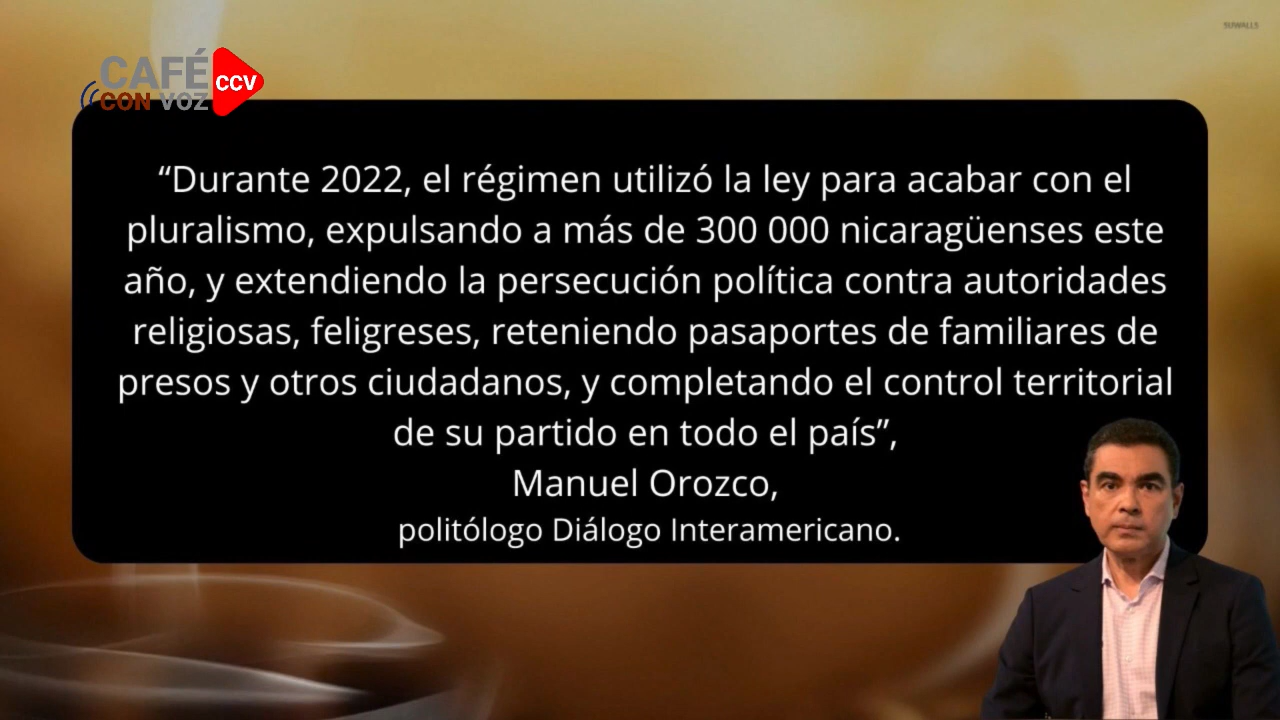 SUWALLS
CAFÉ
CON VOZ
CCV
“Durante 2022, el régimen utilizó la ley para acabar con el
pluralismo, expulsando a más de 300 000 nicaragüenses este
año, y extendiendo la persecución política contra autoridades
religiosas, feligreses, reteniendo pasaportes de familiares de
presos y otros ciudadanos, y completando el control territorial
de su partido en todo el país”,
Manuel Orozco,
politólogo Diálogo Interamericano.